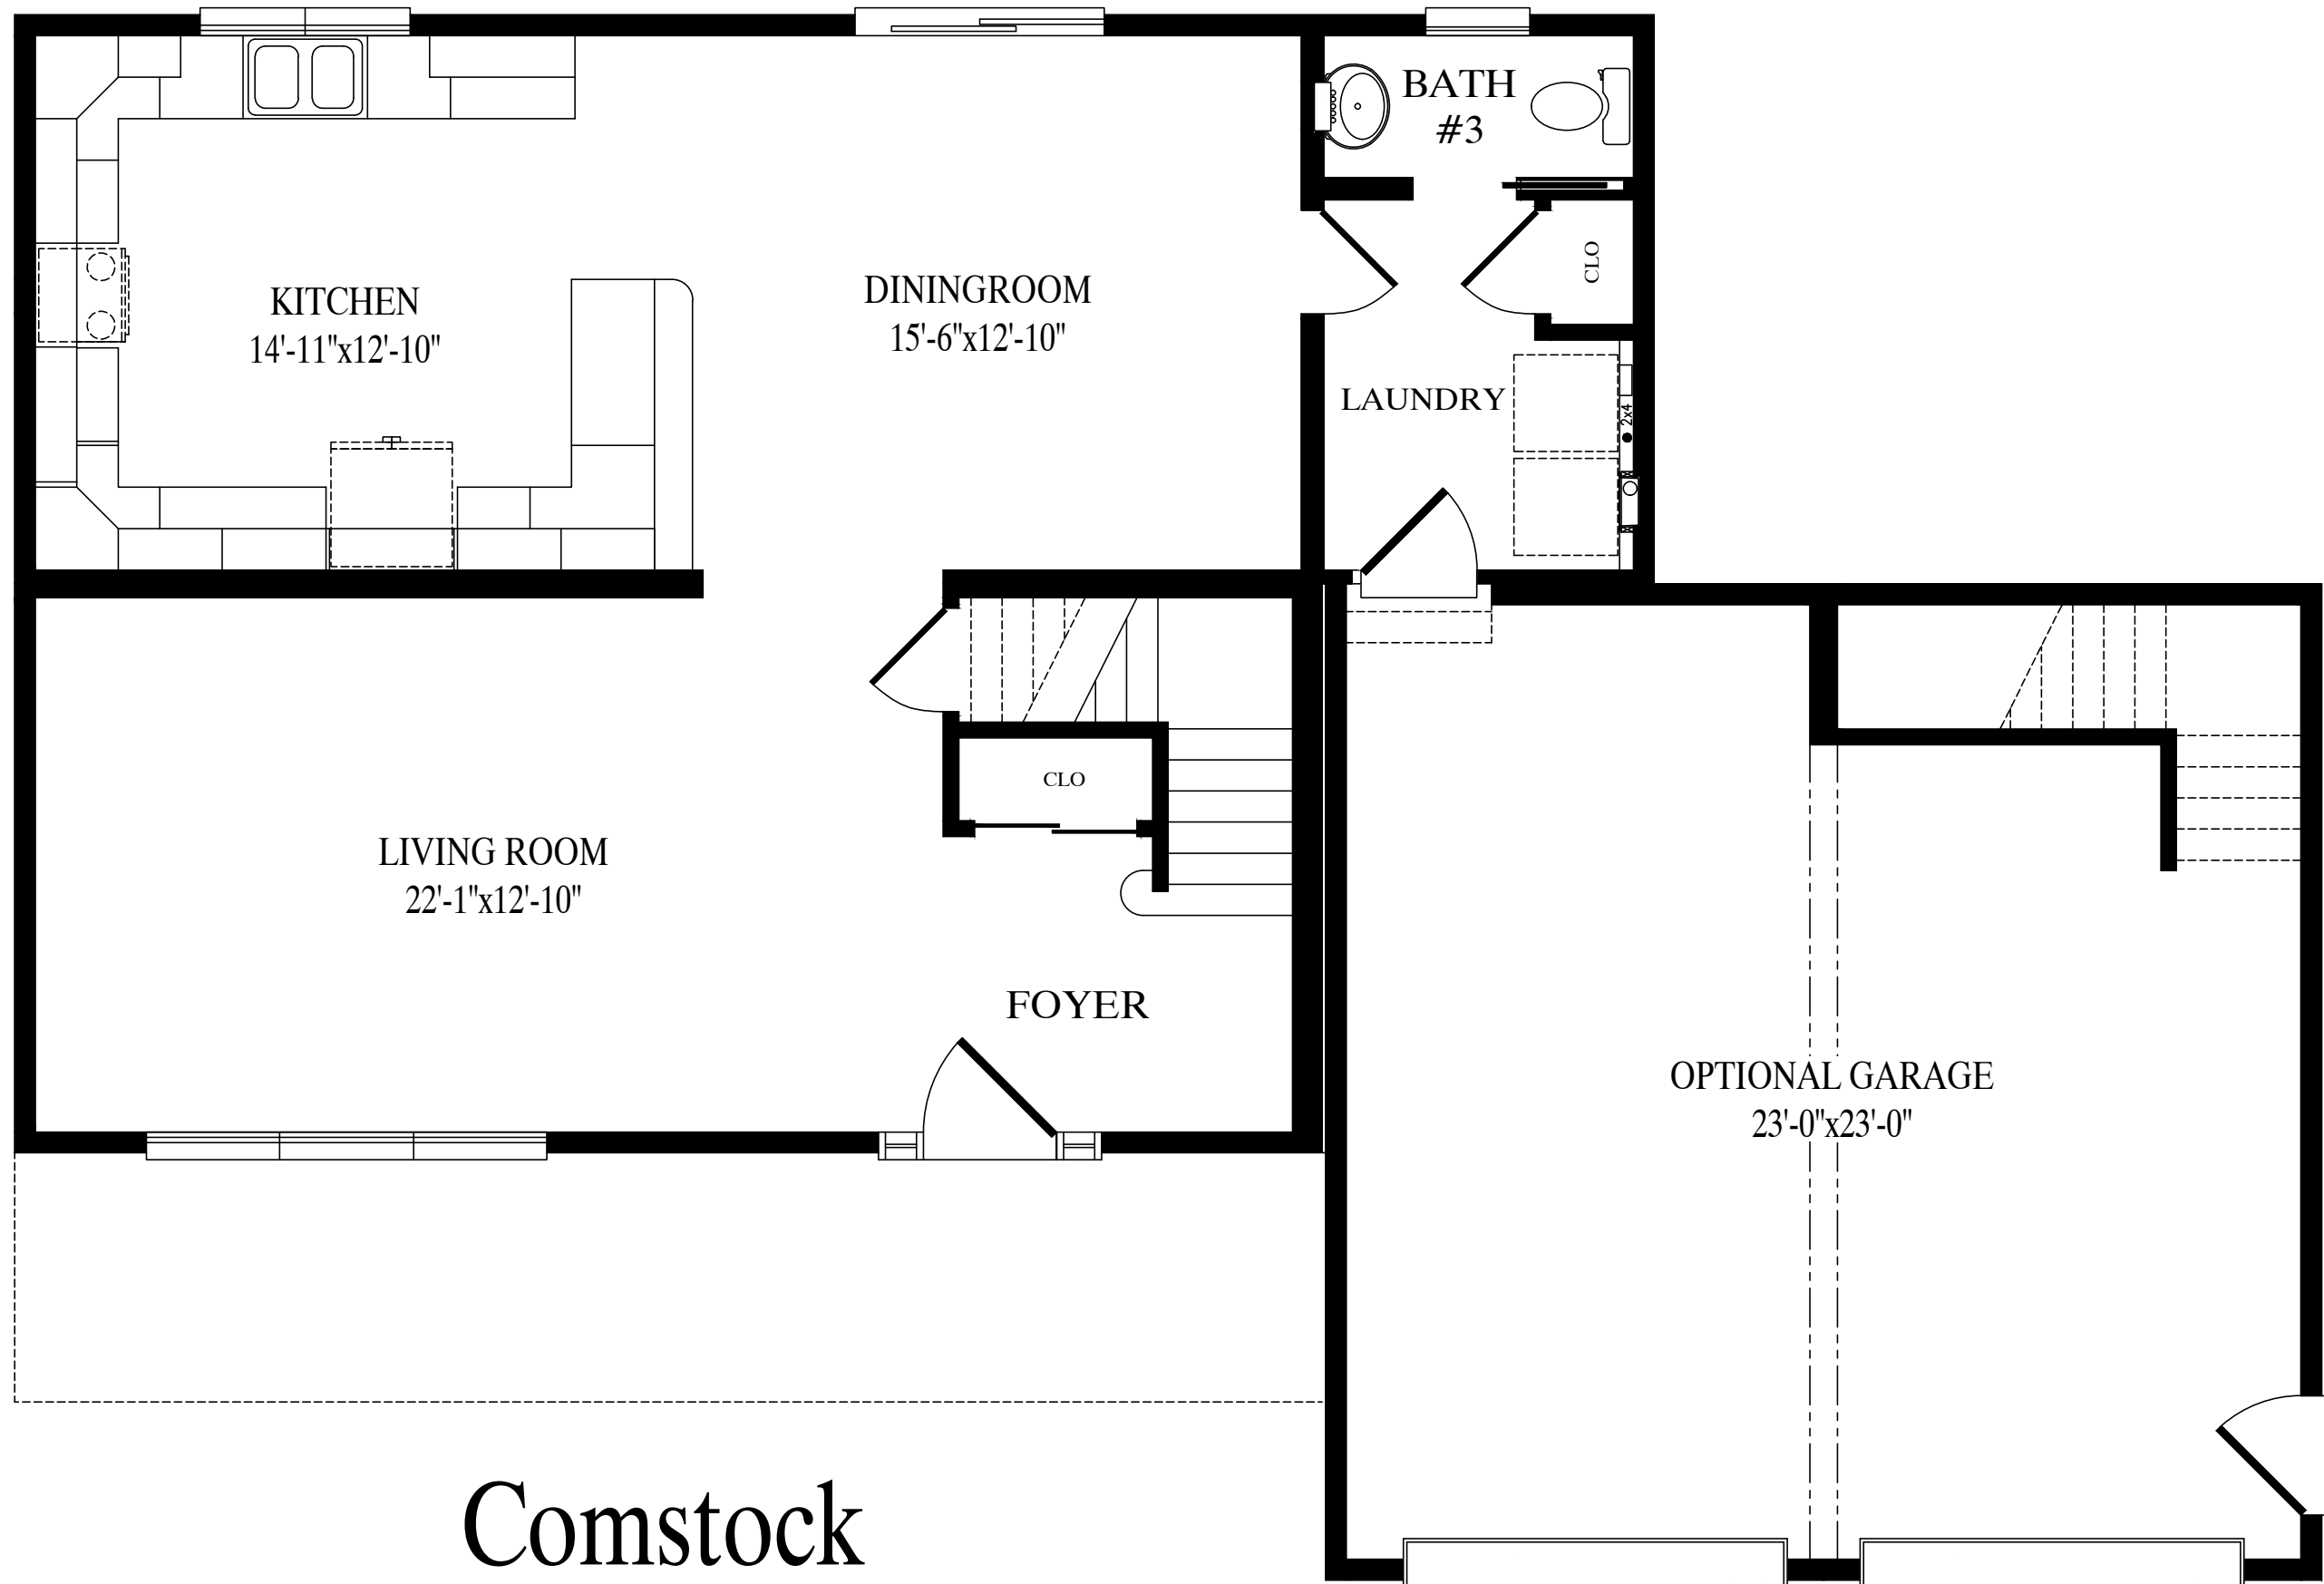 BATH
#3
CLO
KITCHEN
14'-11"x12'-10"
DININGROOM
15'-6"x12'-10"
LAUNDRY
2x4
CLO
LIVING ROOM
22'-1"x12'-10"
FOYER
OPTIONAL GARAGE
23'-0"x23'-0"
Comstock